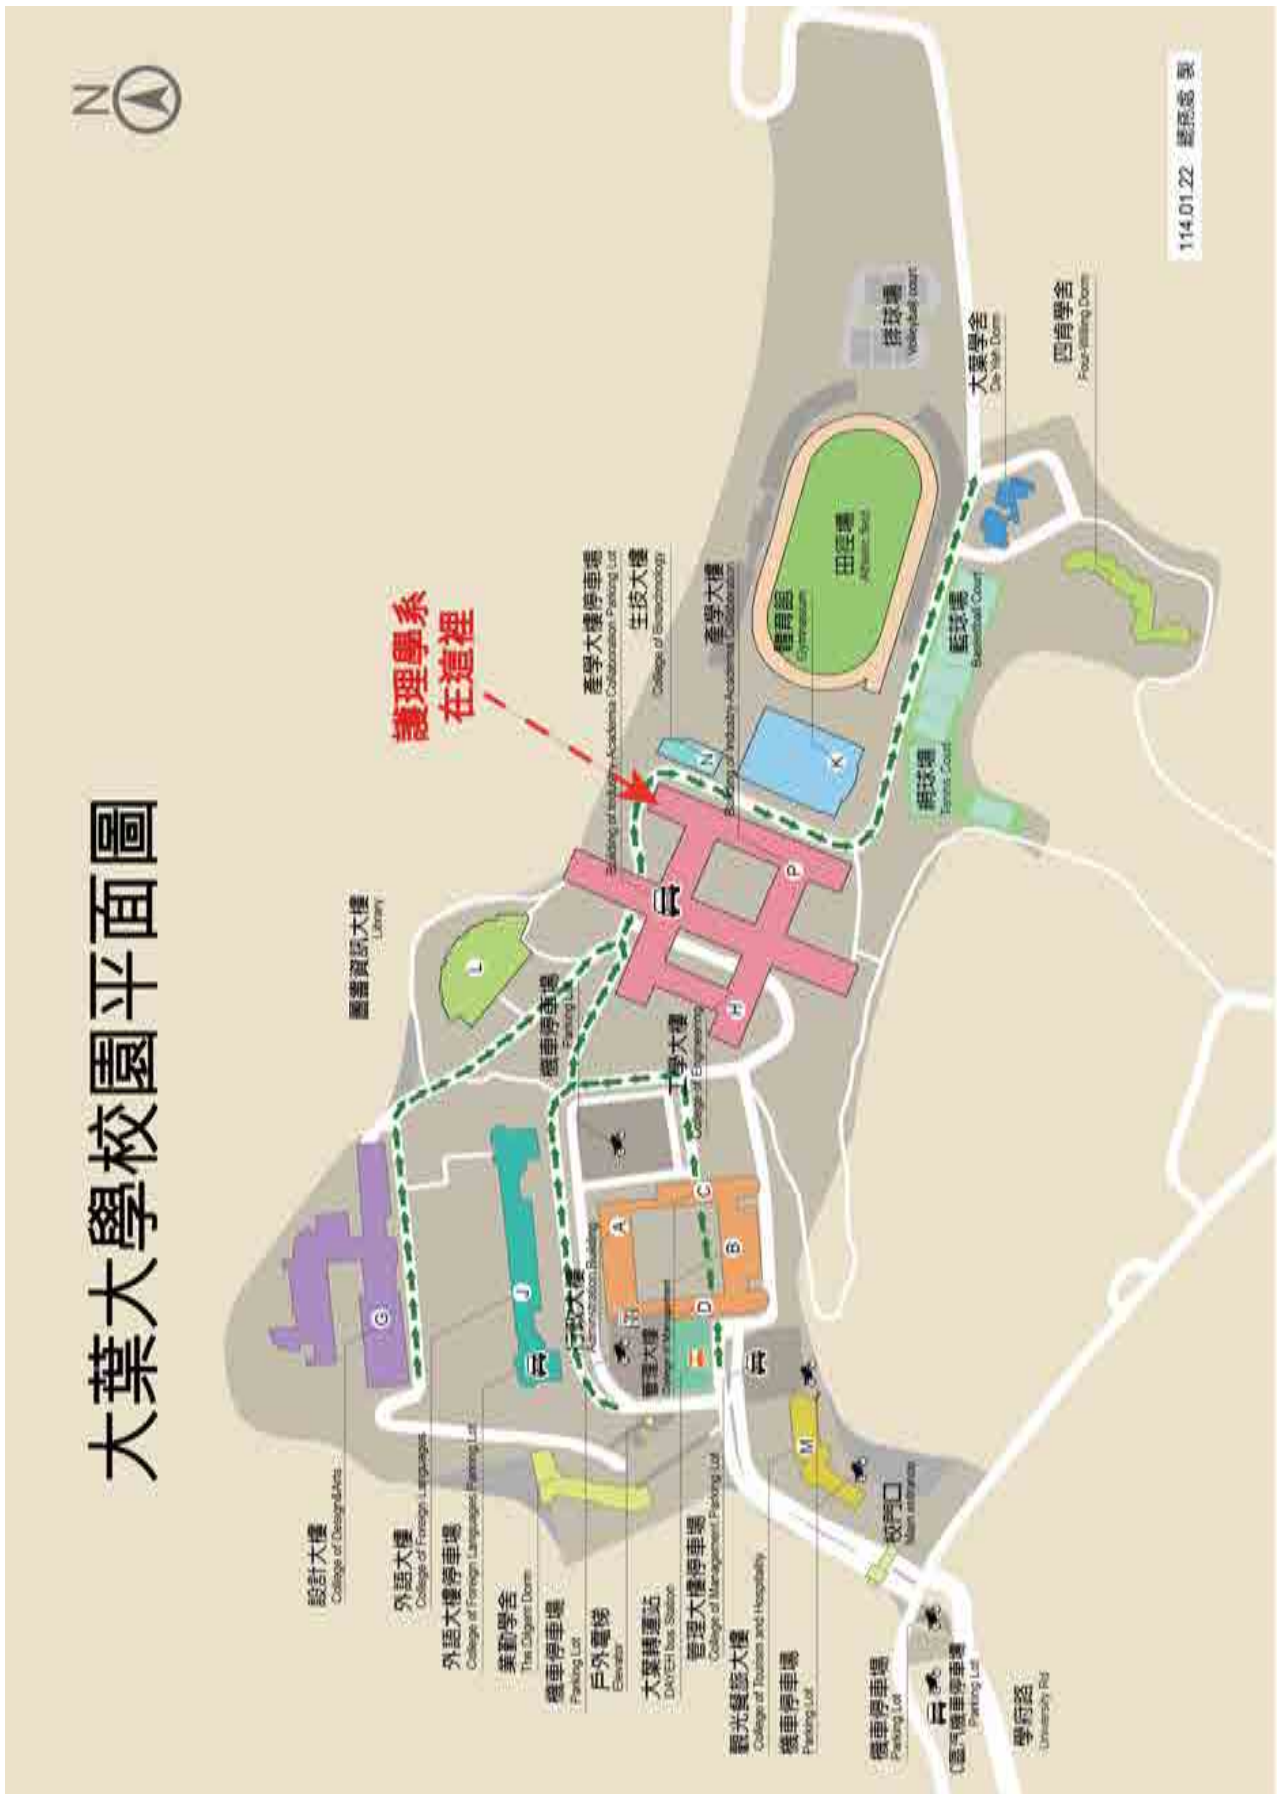 大葉大學校園平面圖
N
護理學系
在這裡
設計大樓
College of Design&Arts
外語大樓
College of Foreign Languages
外語大樓停車場
College of Foreign Languages Parking Lot
業勤學舍
The Diligent Dorm
機車停車場
Parking Lot
戶外電梯
Elevator
大葉轉運站
DAYEH bus Station
管理大樓停車場
College of Management Parking Lot
觀光餐旅大樓
College of Tourism and Hospitality
機車停車場
Parking Lot
機車停車場
Parking Lot
C區汽機車停車場
Parking Lot
學府路
University Rd
校門口
Main entrance
行政大樓
Administration Building
管理大樓
College of Management
圖書資訊大樓
Library
機車停車場
Parking Lot
工學大樓
College of Engineering
產學大樓停車場
Building of Industry-Academia Collaboration Parking Lot
生技大樓
College of Biotechnology
產學大樓
Building of Industry-Academia Collaboration
體育館
Gymnasium
田徑場
Athletic field
排球場
Volleyball court
網球場
Tennis Court
籃球場
Basketball Court
大葉學舍
Da-Yeh Dorm
四肯學舍
Four-Willing Dorm
G
J
L
A
B
C
D
H
P
N
K
M
114.01.22 總務處 製